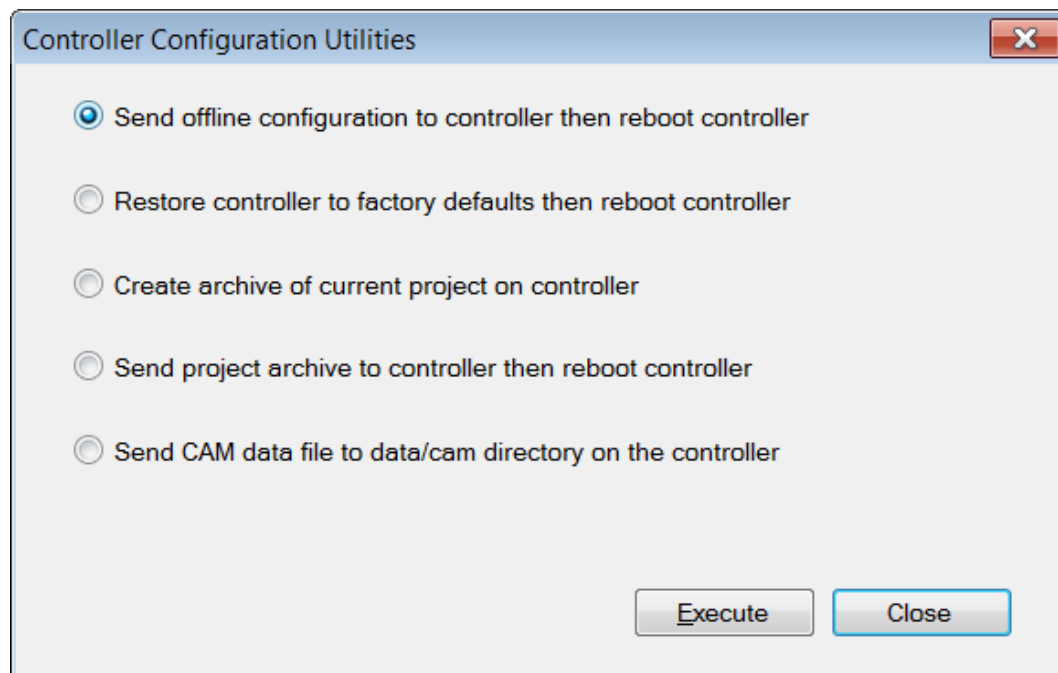 Controller Configuration Utilities
Send offline configuration to controller then reboot controller
Restore controller to factory defaults then reboot controller
Create archive of current project on controller
Send project archive to controller then reboot controller
Send CAM data file to data/cam directory on the controller
Execute Close